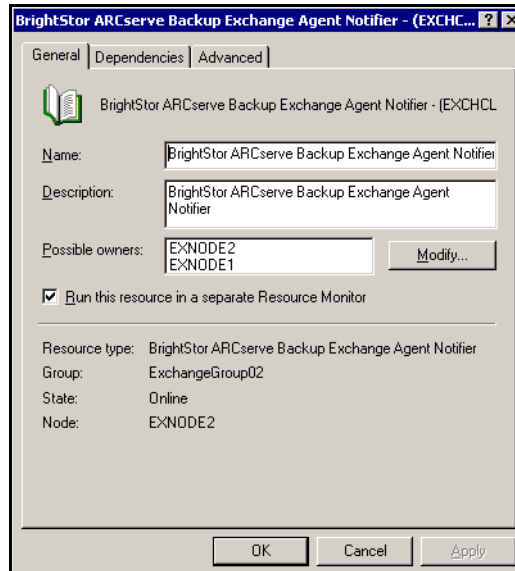 BrightStor ARCserve Backup Exchange Agent Notifier - (EXCHC... ? X
General Dependencies Advanced
BrightStor ARCserve Backup Exchange Agent Notifier - (EXCHCL
Name: BrightStor ARCserve Backup Exchange Agent Notifier
Description: BrightStor ARCserve Backup Exchange Agent
Notifier
Possible owners: EXNODE2
EXNODE1
Modify...
Run this resource in a separate Resource Monitor
Resource type: BrightStor ARCserve Backup Exchange Agent Notifier
Group: ExchangeGroup02
State: Online
Node: EXNODE2
OK Cancel Apply